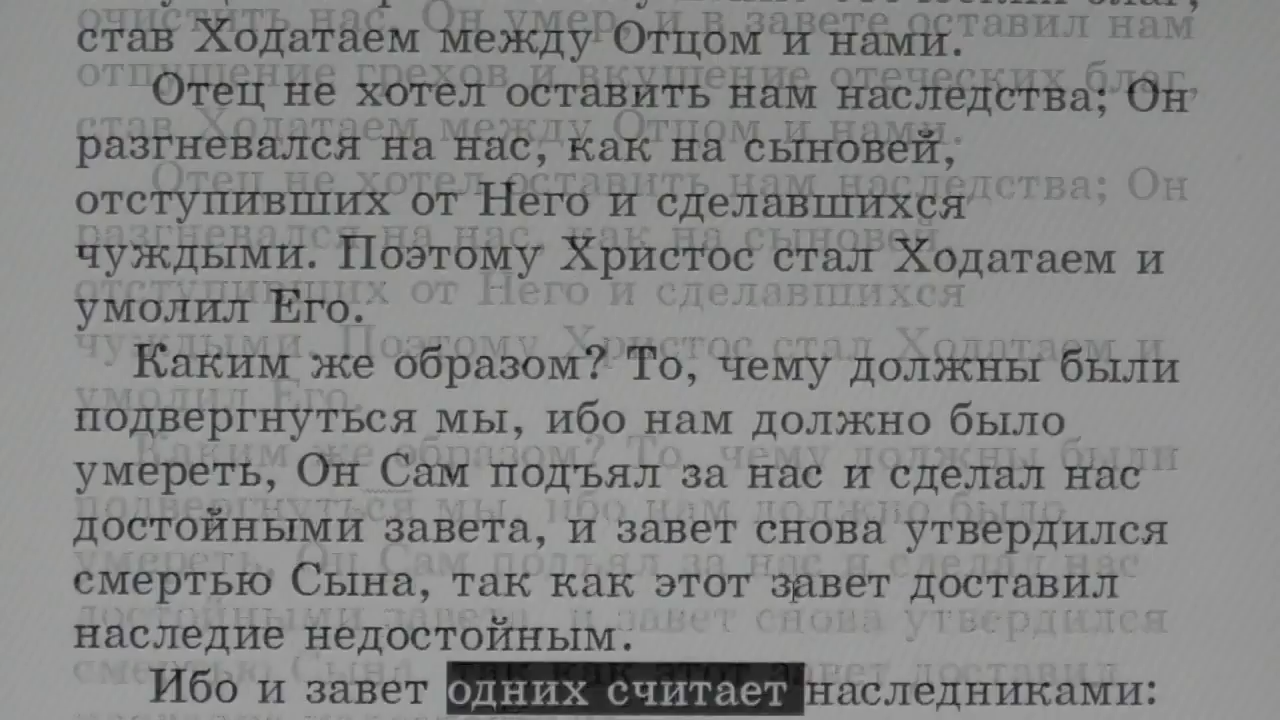 став Ходатаем между Отцом и нами.
Отец не хотел оставить нам наследства; Он
разгневался на нас, как на сыновей,
отступивших от Него и сделавшихся
чуждыми. Поэтому Христос стал Ходатаем и
умолил Его.
Каким же образом? То, чему должны были
подвергнуться мы, ибо нам должно было
умереть, Он Сам подъял за нас и сделал нас
достойными завета, и завет снова утвердился
смертью Сына, так как этот завет доставил
наследие недостойным.
Ибо и завет одних считает наследниками: